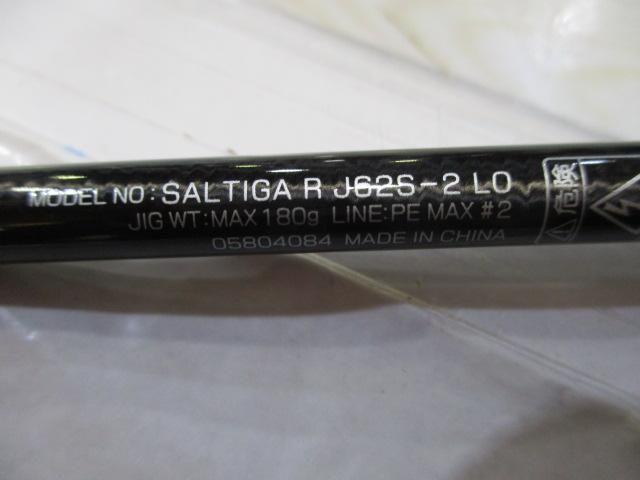 MODEL NO:SALTIGA R J62S-2 LO
JIG WT:MAX 180g LINE:PE MAX #2
05804084 MADE IN CHINA
危険